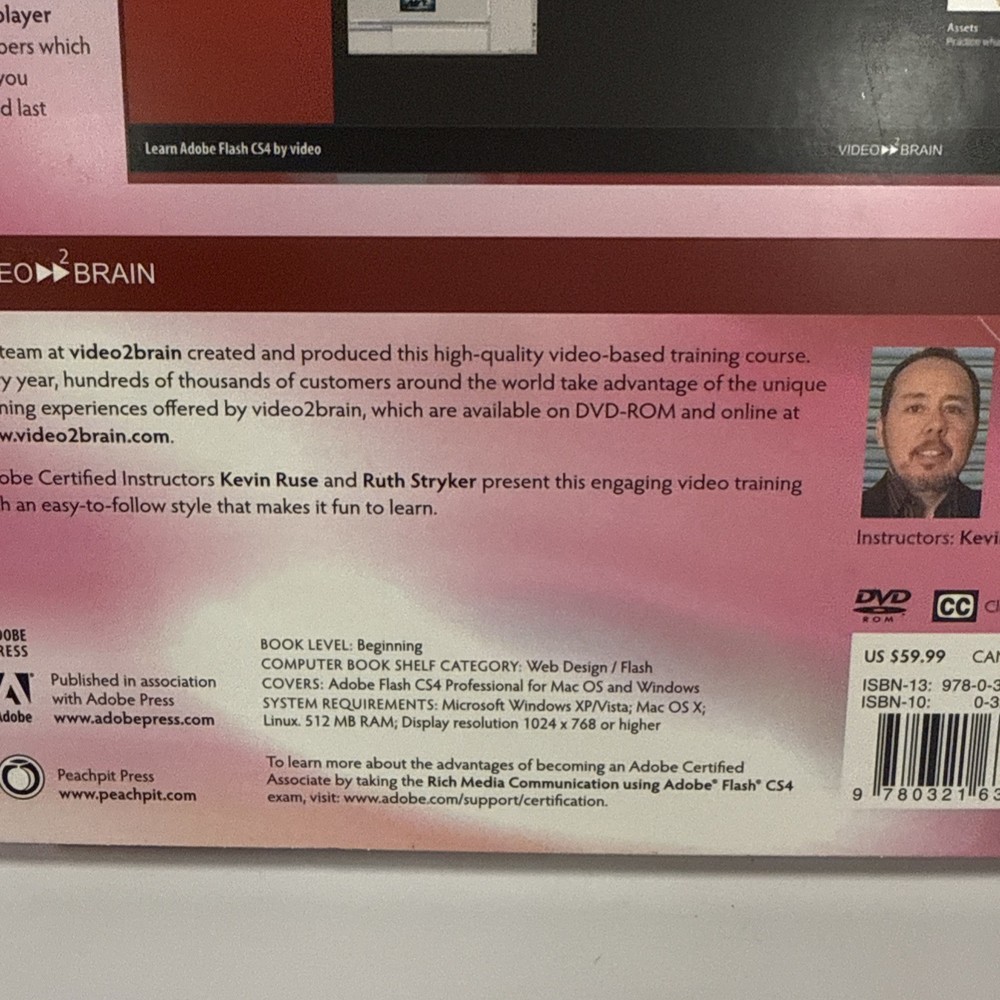 player
bers which
you
d last
Assets
Learn Adobe Flash CS4 by video
VIDEO2BRAIN
EO2BRAIN
team at video2brain created and produced this high-quality video-based training course.
y year, hundreds of thousands of customers around the world take advantage of the unique
ning experiences offered by video2brain, which are available on DVD-ROM and online at
w.video2brain.com.
obe Certified Instructors Kevin Ruse and Ruth Stryker present this engaging video training
h an easy-to-follow style that makes it fun to learn.
Instructors: Kevi
DVD
ROM
CC Cl
DOBE
RESS
Adobe
Published in association
with Adobe Press
www.adobepress.com
Peachpit Press
www.peachpit.com
BOOK LEVEL: Beginning
COMPUTER BOOK SHELF CATEGORY: Web Design / Flash
COVERS: Adobe Flash CS4 Professional for Mac OS and Windows
SYSTEM REQUIREMENTS: Microsoft Windows XP/Vista; Mac OS X;
Linux. 512 MB RAM; Display resolution 1024 x 768 or higher
To learn more about the advantages of becoming an Adobe Certified
Associate by taking the Rich Media Communication using Adobe® Flash® CS4
exam, visit: www.adobe.com/support/certification.
US $59.99 CAN
ISBN-13: 978-0-3
ISBN-10: 0-3
9 780321 63